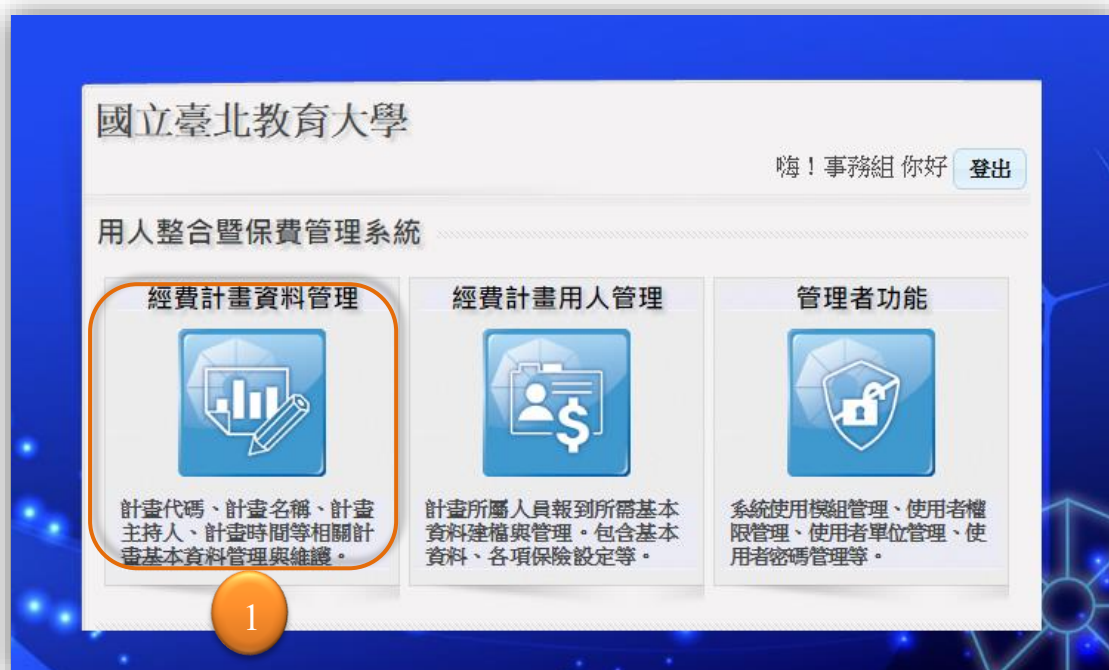 國立臺北教育大學
嗨！事務組 你好 登出
用人整合暨保費管理系統
經費計畫資料管理
計畫代碼、計畫名稱、計畫
主持人、計畫時間等相關計
畫基本資料管理與維護。
經費計畫用人管理
計畫所屬人員報到所需基本
資料建檔與管理。包含基本
資料、各項保險設定等。
管理者功能
系統使用模組管理、使用者權
限管理、使用者單位管理、使
用者密碼管理等。
1